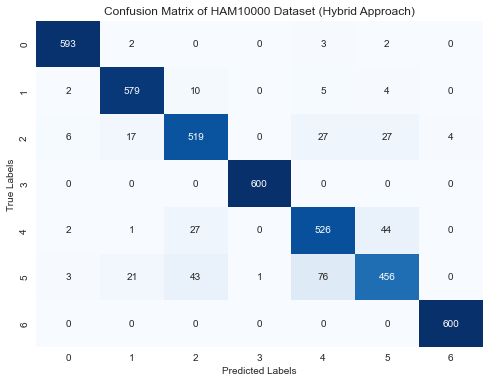 Confusion Matrix of HAM10000 Dataset (Hybrid Approach)
True Labels
0 593 2 0 0 3 2 0
1 2 579 10 0 5 4 0
2 6 17 519 0 27 27 4
3 0 0 0 600 0 0 0
4 2 1 27 0 526 44 0
5 3 21 43 1 76 456 0
6 0 0 0 0 0 0 600
0 1 2 3 4 5 6
Predicted Labels